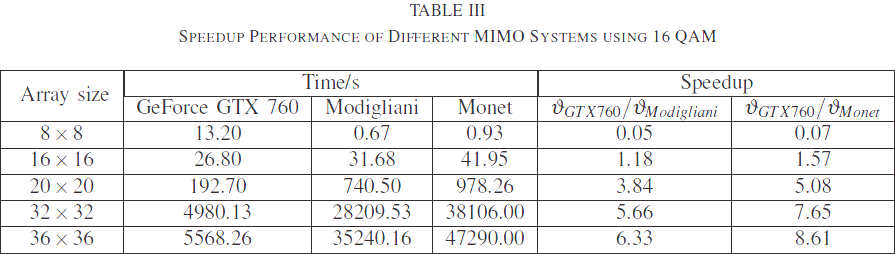 TABLE III
SPEEDUP PERFORMANCE OF DIFFERENT MIMO SYSTEMS USING 16 QAM
Array size Time/s Speedup
GeForce GTX 760 Modigliani Monet ϑGTX760/ϑModigliani ϑGTX760/ϑMonet
8 × 8 13.20 0.67 0.93 0.05 0.07
16 × 16 26.80 31.68 41.95 1.18 1.57
20 × 20 192.70 740.50 978.26 3.84 5.08
32 × 32 4980.13 28209.53 38106.00 5.66 7.65
36 × 36 5568.26 35240.16 47290.00 6.33 8.61